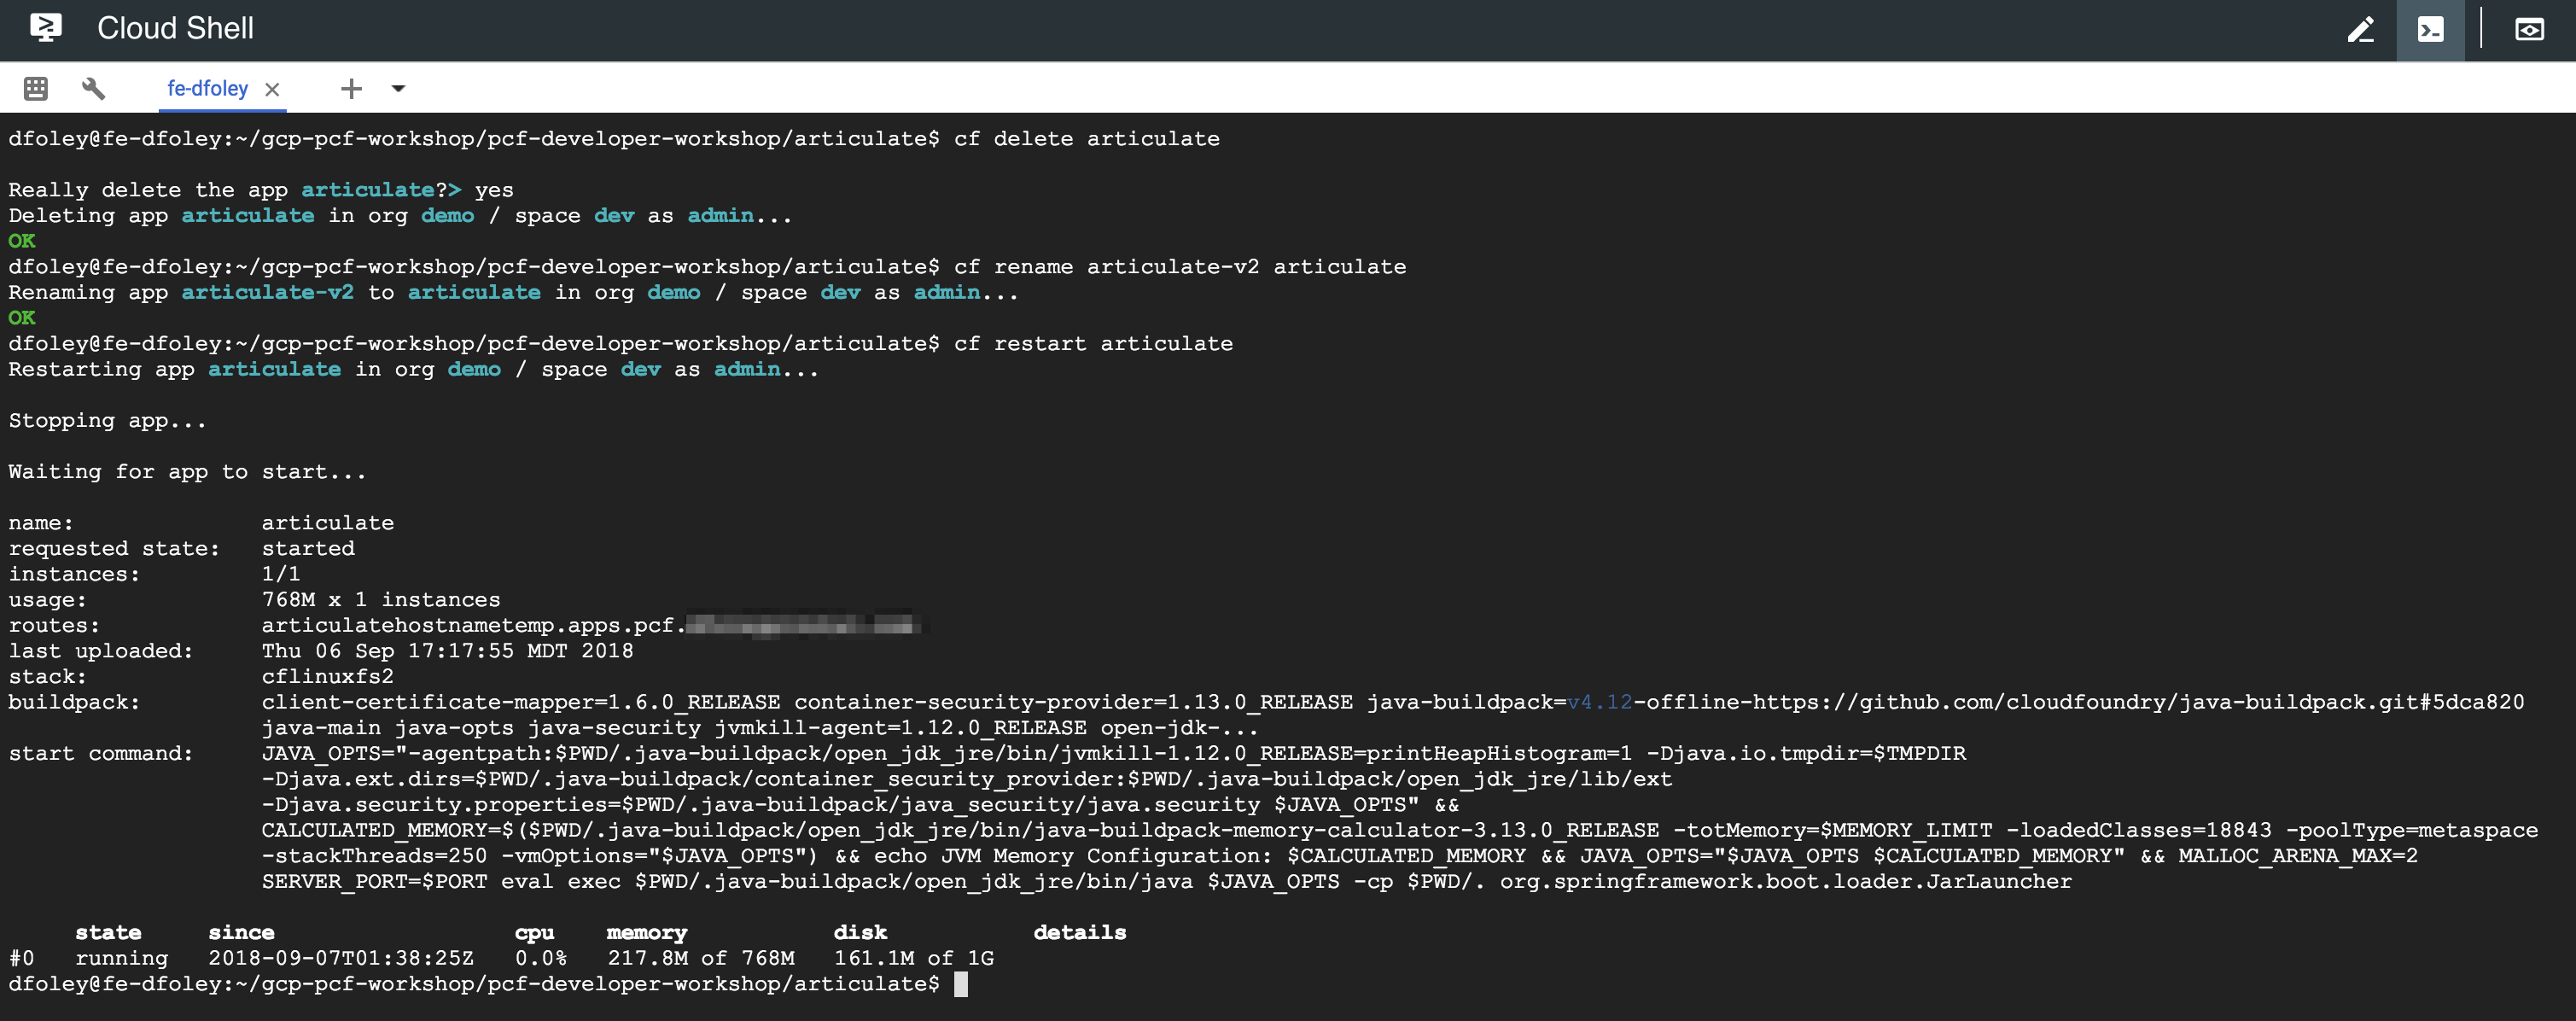 Cloud Shell
fe-dfoley
dfoley@fe-dfoley:~/gcp-pcf-workshop/pcf-developer-workshop/articulate$ cf delete articulate
Really delete the app articulate?> yes
Deleting app articulate in org demo / space dev as admin...
OK
dfoley@fe-dfoley:~/gcp-pcf-workshop/pcf-developer-workshop/articulate$ cf rename articulate-v2 articulate
Renaming app articulate-v2 to articulate in org demo / space dev as admin...
OK
dfoley@fe-dfoley:~/gcp-pcf-workshop/pcf-developer-workshop/articulate$ cf restart articulate
Restarting app articulate in org demo / space dev as admin...
Stopping app...
Waiting for app to start...
name: articulate
requested state: started
instances: 1/1
usage: 768M x 1 instances
routes: articulatehostnametemp.apps.pcf.
last uploaded: Thu 06 Sep 17:17:55 MDT 2018
stack: cflinuxfs2
buildpack: client-certificate-mapper=1.6.0_RELEASE container-security-provider=1.13.0_RELEASE java-buildpack=v4.12-offline-https://github.com/cloudfoundry/java-buildpack.git#5dca820
java-main java-opts java-security jvmkill-agent=1.12.0_RELEASE open-jdk-...
start command: JAVA_OPTS="-agentpath:$PWD/.java-buildpack/open_jdk_jre/bin/jvmkill-1.12.0_RELEASE=printHeapHistogram=1 -Djava.io.tmpdir=$TMPDIR
-Djava.ext.dirs=$PWD/.java-buildpack/container_security_provider:$PWD/.java-buildpack/open_jdk_jre/lib/ext
-Djava.security.properties=$PWD/.java-buildpack/java_security/java.security $JAVA_OPTS" &&
CALCULATED_MEMORY=$($PWD/.java-buildpack/open_jdk_jre/bin/java-buildpack-memory-calculator-3.13.0_RELEASE -totMemory=$MEMORY_LIMIT -loadedClasses=18843 -poolType=metaspace
-stackThreads=250 -vmOptions="$JAVA_OPTS") && echo JVM Memory Configuration: $CALCULATED_MEMORY && JAVA_OPTS="$JAVA_OPTS $CALCULATED_MEMORY" && MALLOC_ARENA_MAX=2
SERVER_PORT=$PORT eval exec $PWD/.java-buildpack/open_jdk_jre/bin/java $JAVA_OPTS -cp $PWD/. org.springframework.boot.loader.JarLauncher
state since cpu memory disk details
#0 running 2018-09-07T01:38:25Z 0.0% 217.8M of 768M 161.1M of 1G
dfoley@fe-dfoley:~/gcp-pcf-workshop/pcf-developer-workshop/articulate$